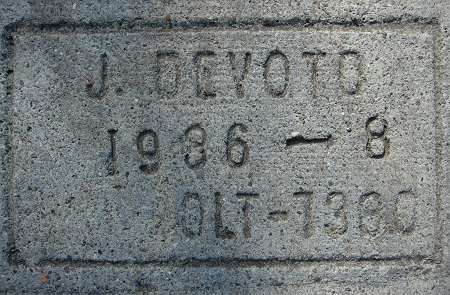 J. DEVOTO
1936 — 8
OLT-7380